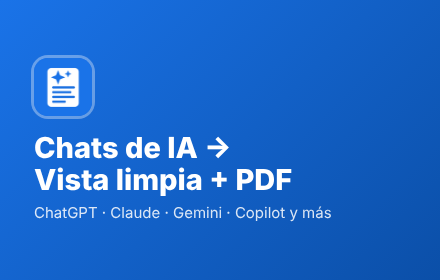 Chats de IA →
Vista limpia + PDF
ChatGPT · Claude · Gemini · Copilot y más